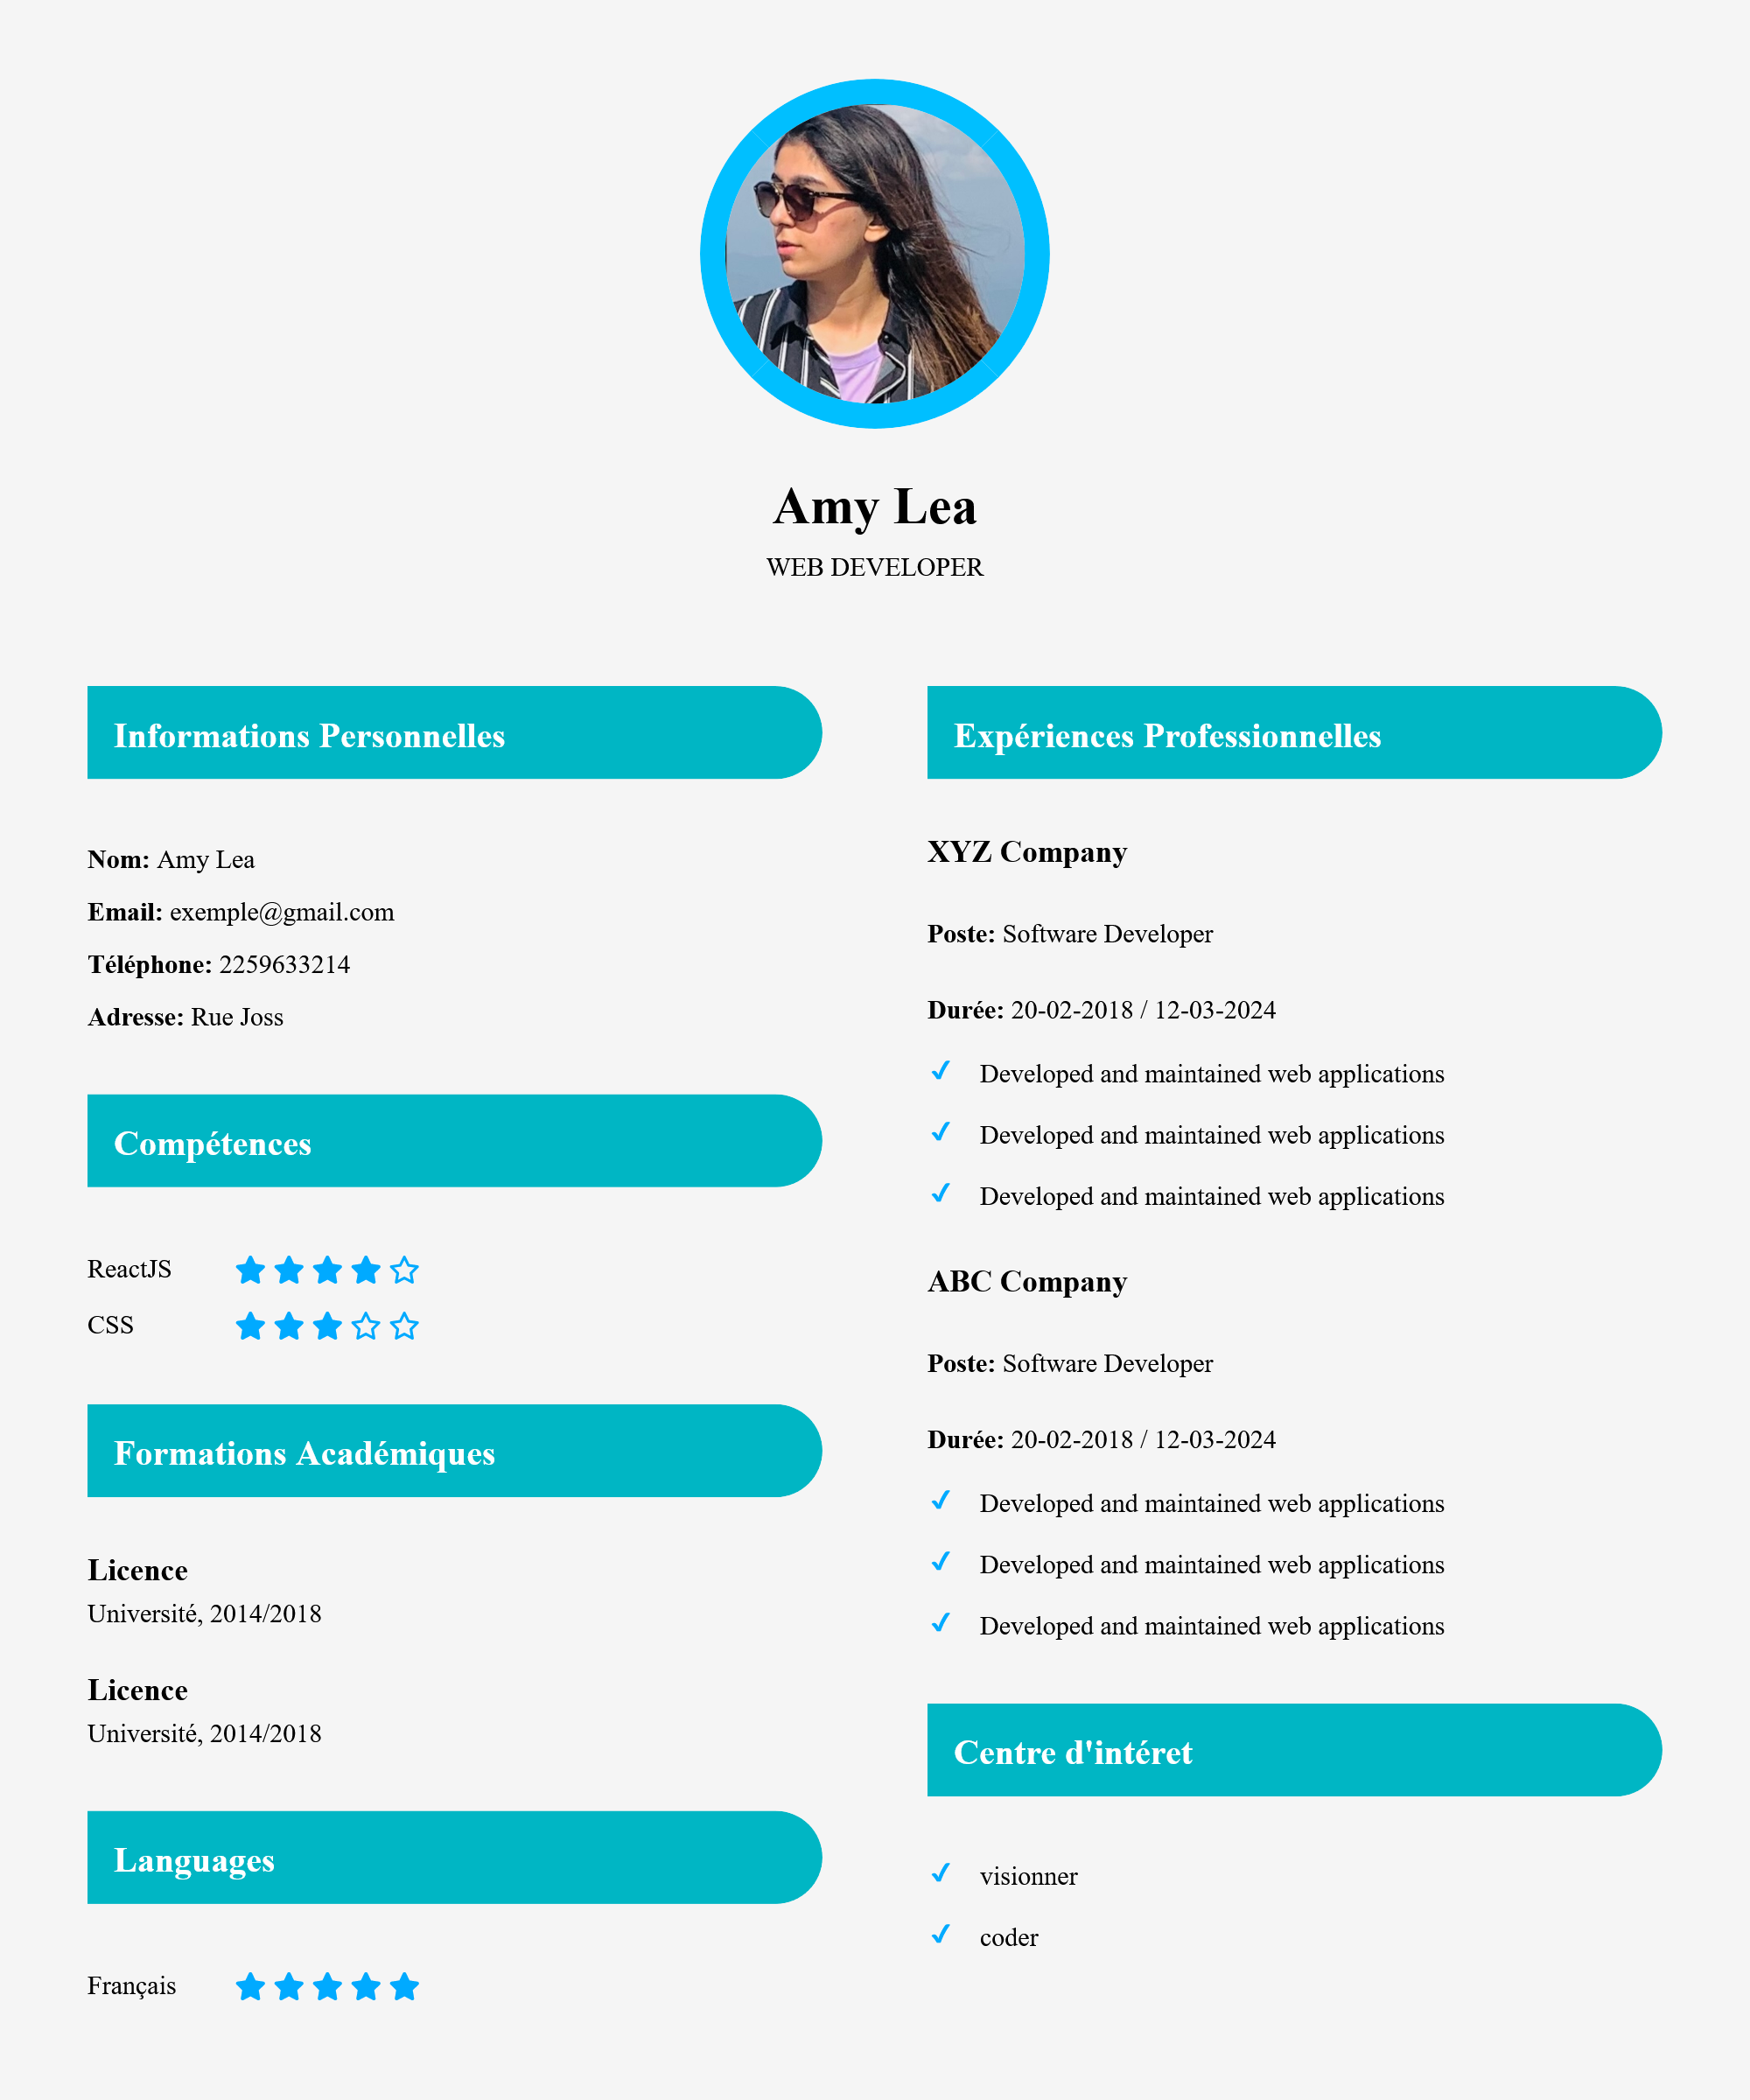 Amy Lea
WEB DEVELOPER
Informations Personnelles
Nom: Amy Lea
Email: exemple@gmail.com
Téléphone: 2259633214
Adresse: Rue Joss
Compétences
ReactJS
CSS
Formations Académiques
Licence
Université, 2014/2018
Licence
Université, 2014/2018
Languages
Français
Expériences Professionnelles
XYZ Company
Poste: Software Developer
Durée: 20-02-2018 / 12-03-2024
Developed and maintained web applications
Developed and maintained web applications
Developed and maintained web applications
ABC Company
Poste: Software Developer
Durée: 20-02-2018 / 12-03-2024
Developed and maintained web applications
Developed and maintained web applications
Developed and maintained web applications
Centre d'intéret
visionner
coder